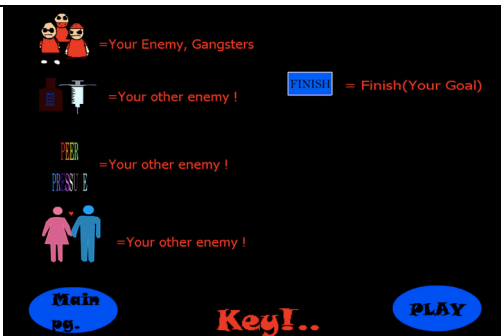 =Your Enemy, Gangsters
=Your other enemy !
FINISH = Finish(Your Goal)
PEER
PRESSURE
=Your other enemy !
=Your other enemy !
Main
pg.
Key!..
PLAY